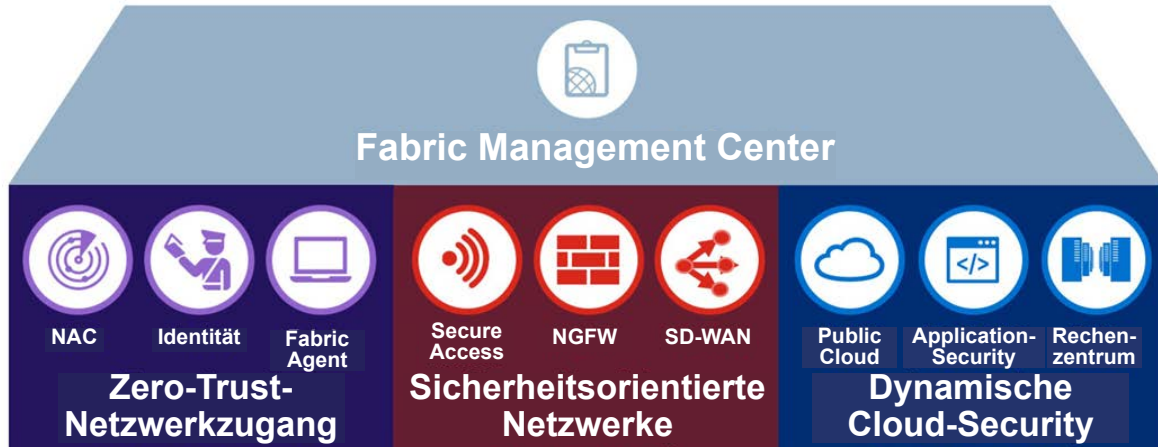 Fabric Management Center
NAC
Identität
Fabric
Agent
Zero-Trust-
Netzwerkzugang
Secure
Access
NGFW
SD-WAN
Sicherheitsorientierte
Netzwerke
Public
Cloud
</>
Application-
Security
Rechen-
zentrum
Dynamische
Cloud-Security